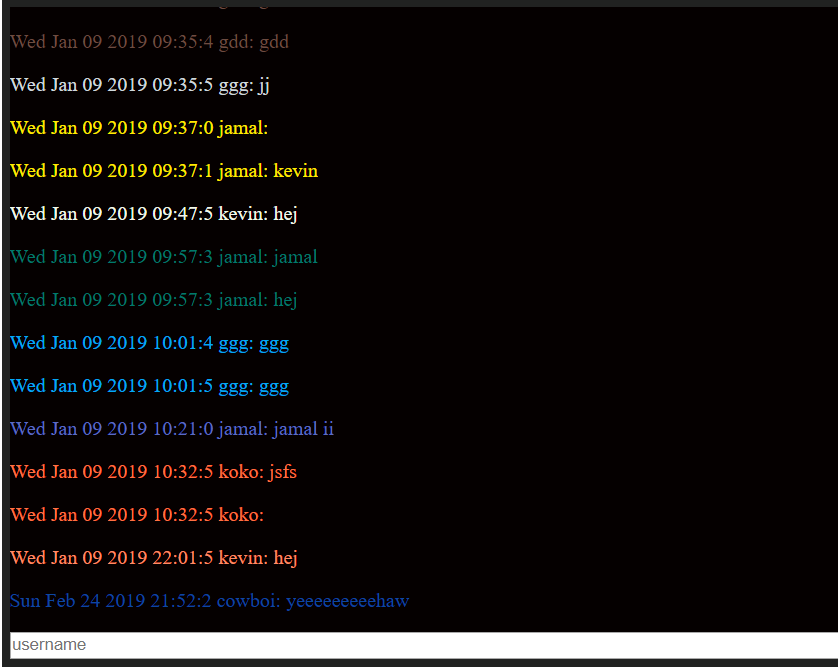 Wed Jan 09 2019 09:35:4 gdd: gdd
Wed Jan 09 2019 09:35:5 ggg: jj
Wed Jan 09 2019 09:37:0 jamal:
Wed Jan 09 2019 09:37:1 jamal: kevin
Wed Jan 09 2019 09:47:5 kevin: hej
Wed Jan 09 2019 09:57:3 jamal: jamal
Wed Jan 09 2019 09:57:3 jamal: hej
Wed Jan 09 2019 10:01:4 ggg: ggg
Wed Jan 09 2019 10:01:5 ggg: ggg
Wed Jan 09 2019 10:21:0 jamal: jamal ii
Wed Jan 09 2019 10:32:5 koko: jsfs
Wed Jan 09 2019 10:32:5 koko:
Wed Jan 09 2019 22:01:5 kevin: hej
Sun Feb 24 2019 21:52:2 cowboi: yeeeeeeeeehaw
username